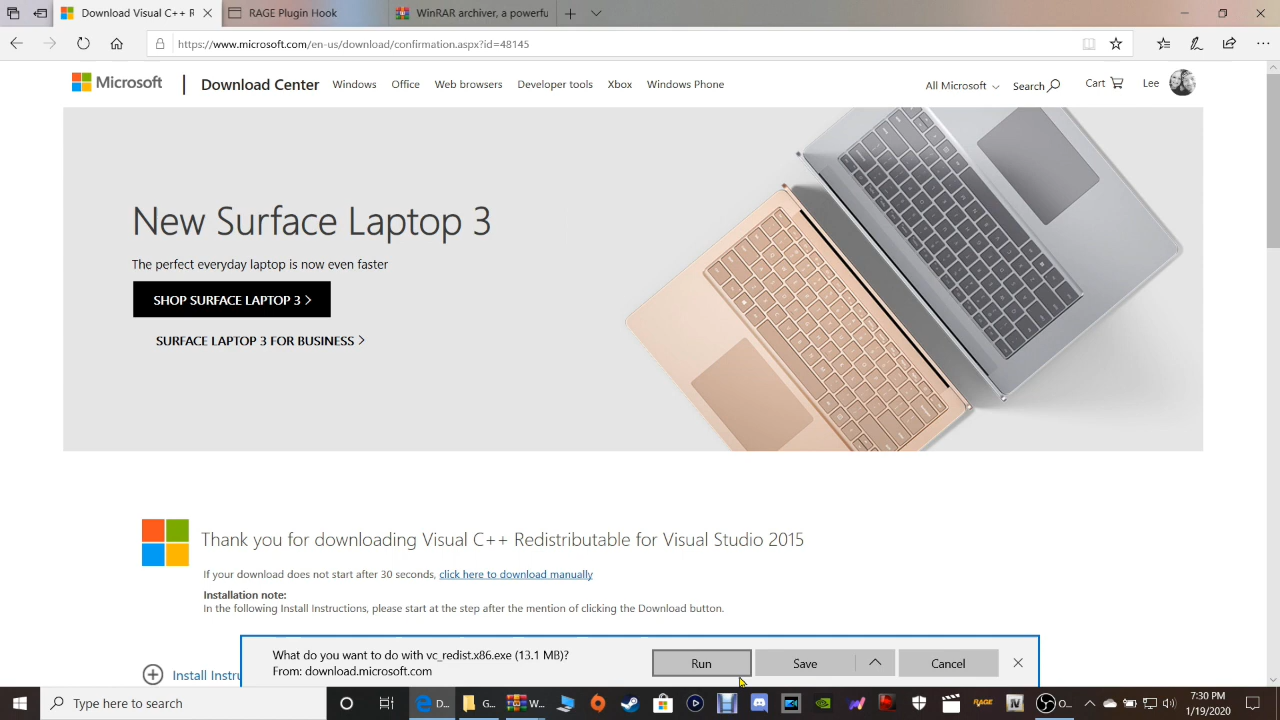 Download Visual C++ R
RAGE Plugin Hook
WinRAR archiver, a powerfu
https://www.microsoft.com/en-us/download/confirmation.aspx?id=48145
Microsoft
Download Center
Windows
Office
Web browsers
Developer tools
Xbox
Windows Phone
All Microsoft
Search
Cart
Lee
New Surface Laptop 3
The perfect everyday laptop is now even faster
SHOP SURFACE LAPTOP 3 >
SURFACE LAPTOP 3 FOR BUSINESS >
Thank you for downloading Visual C++ Redistributable for Visual Studio 2015
If your download does not start after 30 seconds, click here to download manually
Installation note:
In the following Install Instructions, please start at the step after the mention of clicking the Download button.
Install Instru
What do you want to do with vc_redist.x86.exe (13.1 MB)?
From: download.microsoft.com
Run
Save
Cancel
Type here to search
D...
G...
W...
RAGE
O...
7:30 PM
1/19/2020